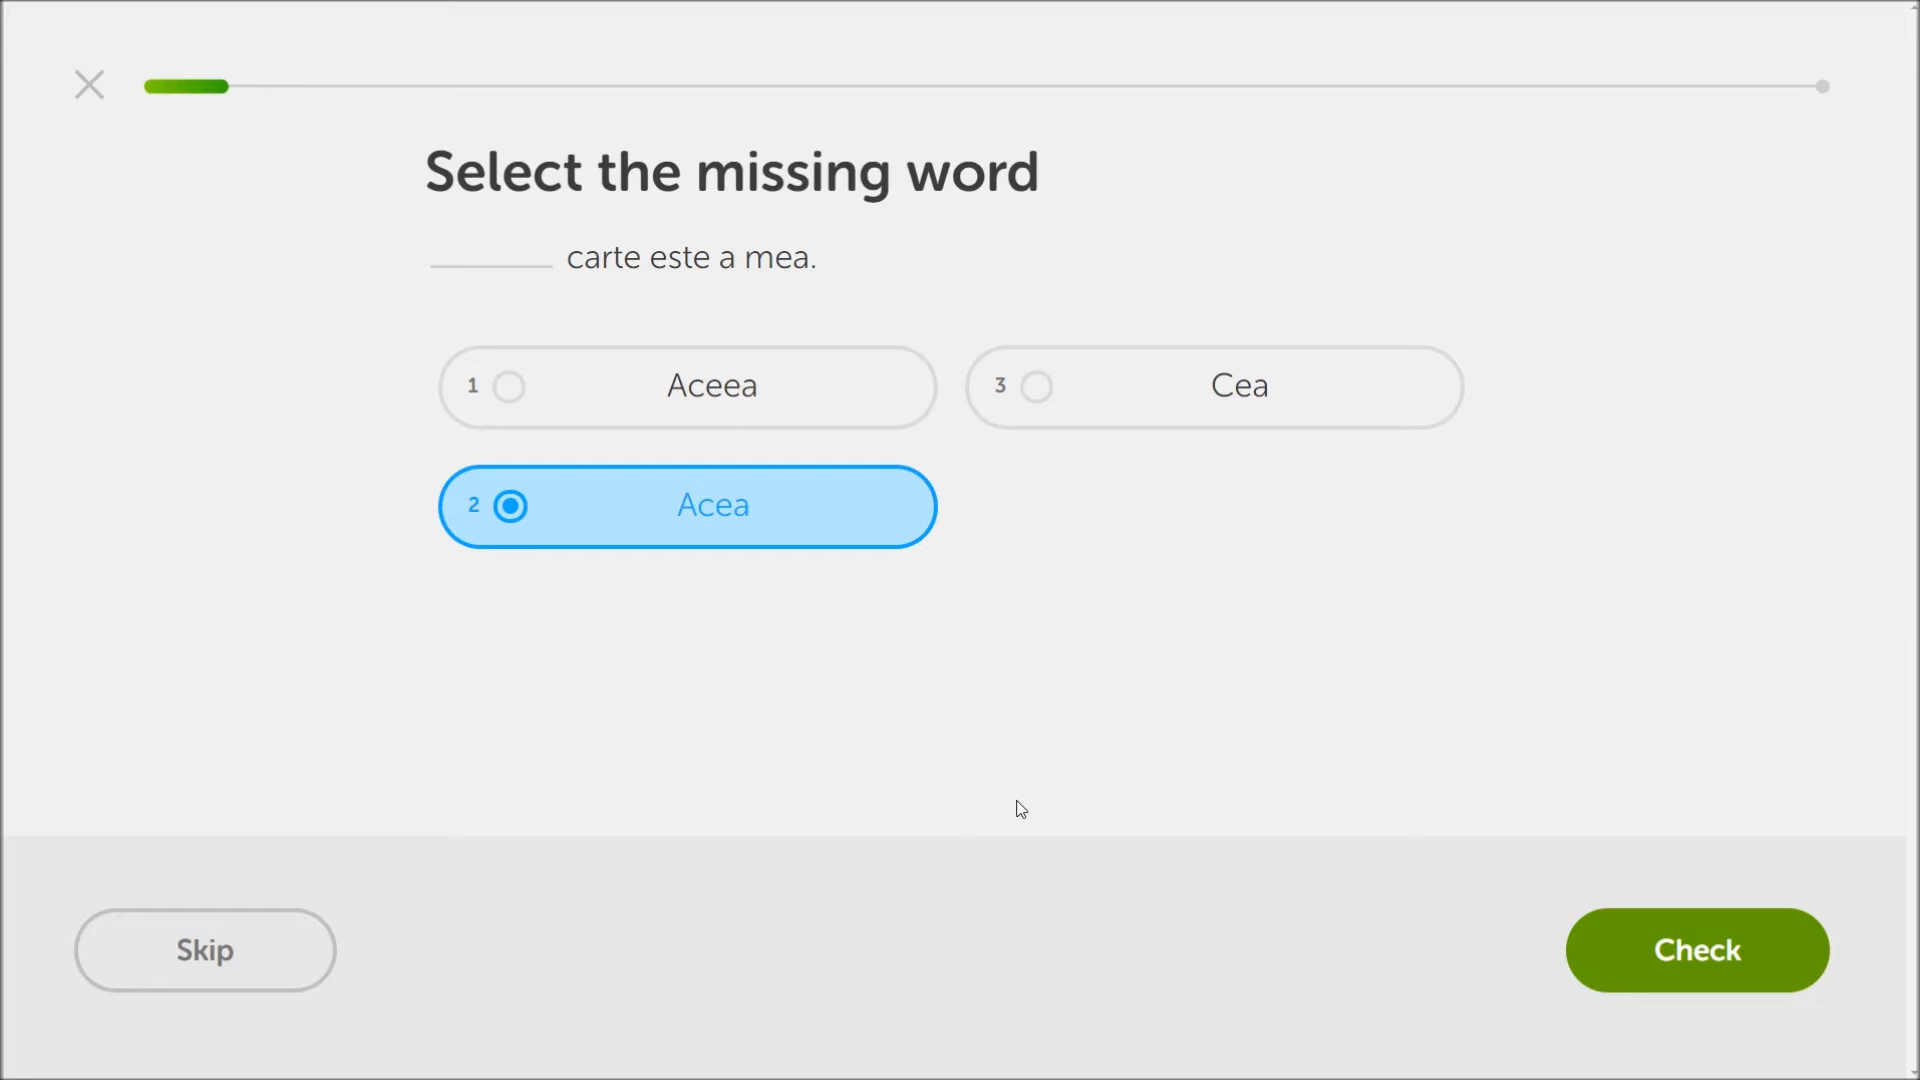 Select the missing word
carte este a mea.
1 Aceea
3 Cea
2 Acea
Skip
Check